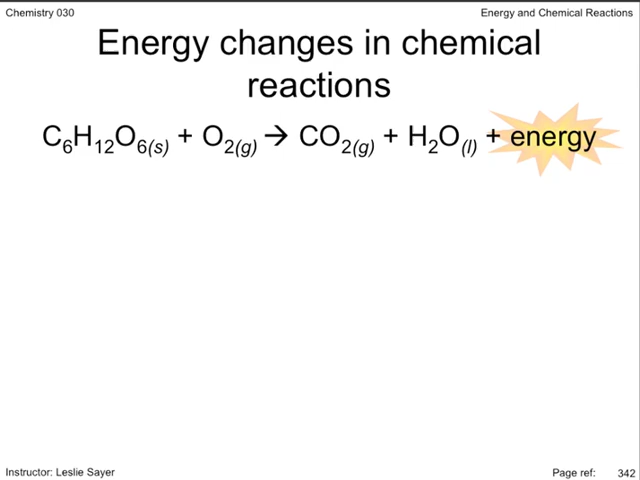 Chemistry 030
Energy and Chemical Reactions
Energy changes in chemical
reactions
C₆H₁₂O₆(s) + O₂(g) → CO₂(g) + H₂O(l) + energy
Instructor: Leslie Sayer
Page ref: 342